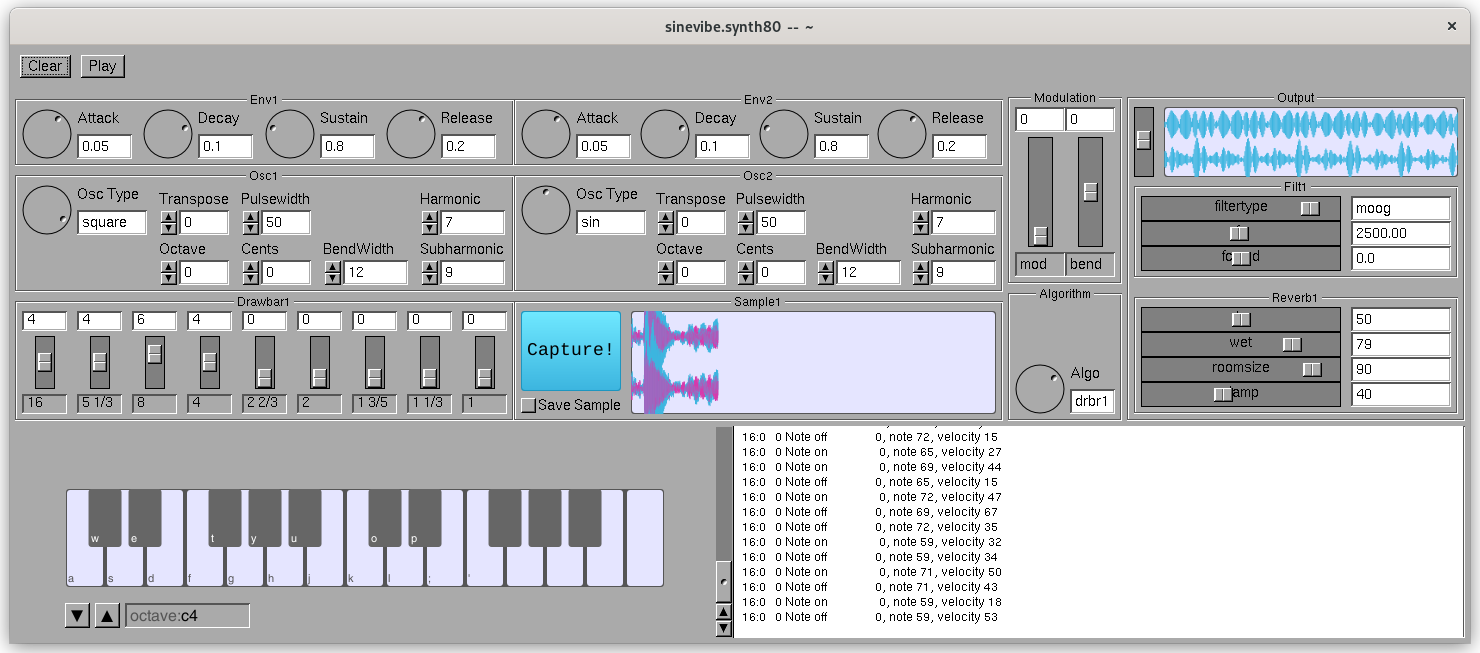 sinevibe.synth80 -- ~
Clear Play
Env1
Attack 0.05 Decay 0.1 Sustain 0.8 Release 0.2
Env2
Attack 0.05 Decay 0.1 Sustain 0.8 Release 0.2
Modulation
0 0
mod bend
Output
Osc1
Osc Type square
Transpose 0 Pulsewidth 50 Harmonic 7
Octave 0 Cents 0 BendWidth 12 Subharmonic 9
Osc2
Osc Type sin
Transpose 0 Pulsewidth 50 Harmonic 7
Octave 0 Cents 0 BendWidth 12 Subharmonic 9
Filt1
filtertype moog
2500.00
0.0
Drawbar1
4 4 6 4 0 0 0 0 0
16 5 1/3 8 4 2 2/3 2 1 3/5 1 1/3 1
Sample1
Capture!
Save Sample
Algorithm
Algo
drbr1
Reverb1
50
wet 79
roomsize 90
40
w e t y u o p
a s d f g h j k l ; '
octave:c4
16:0 0 Note off 0, note 72, velocity 15
16:0 0 Note on 0, note 65, velocity 27
16:0 0 Note on 0, note 69, velocity 44
16:0 0 Note off 0, note 65, velocity 15
16:0 0 Note on 0, note 72, velocity 47
16:0 0 Note off 0, note 69, velocity 67
16:0 0 Note off 0, note 72, velocity 35
16:0 0 Note on 0, note 59, velocity 32
16:0 0 Note off 0, note 59, velocity 34
16:0 0 Note on 0, note 71, velocity 50
16:0 0 Note off 0, note 71, velocity 43
16:0 0 Note on 0, note 59, velocity 18
16:0 0 Note off 0, note 59, velocity 53